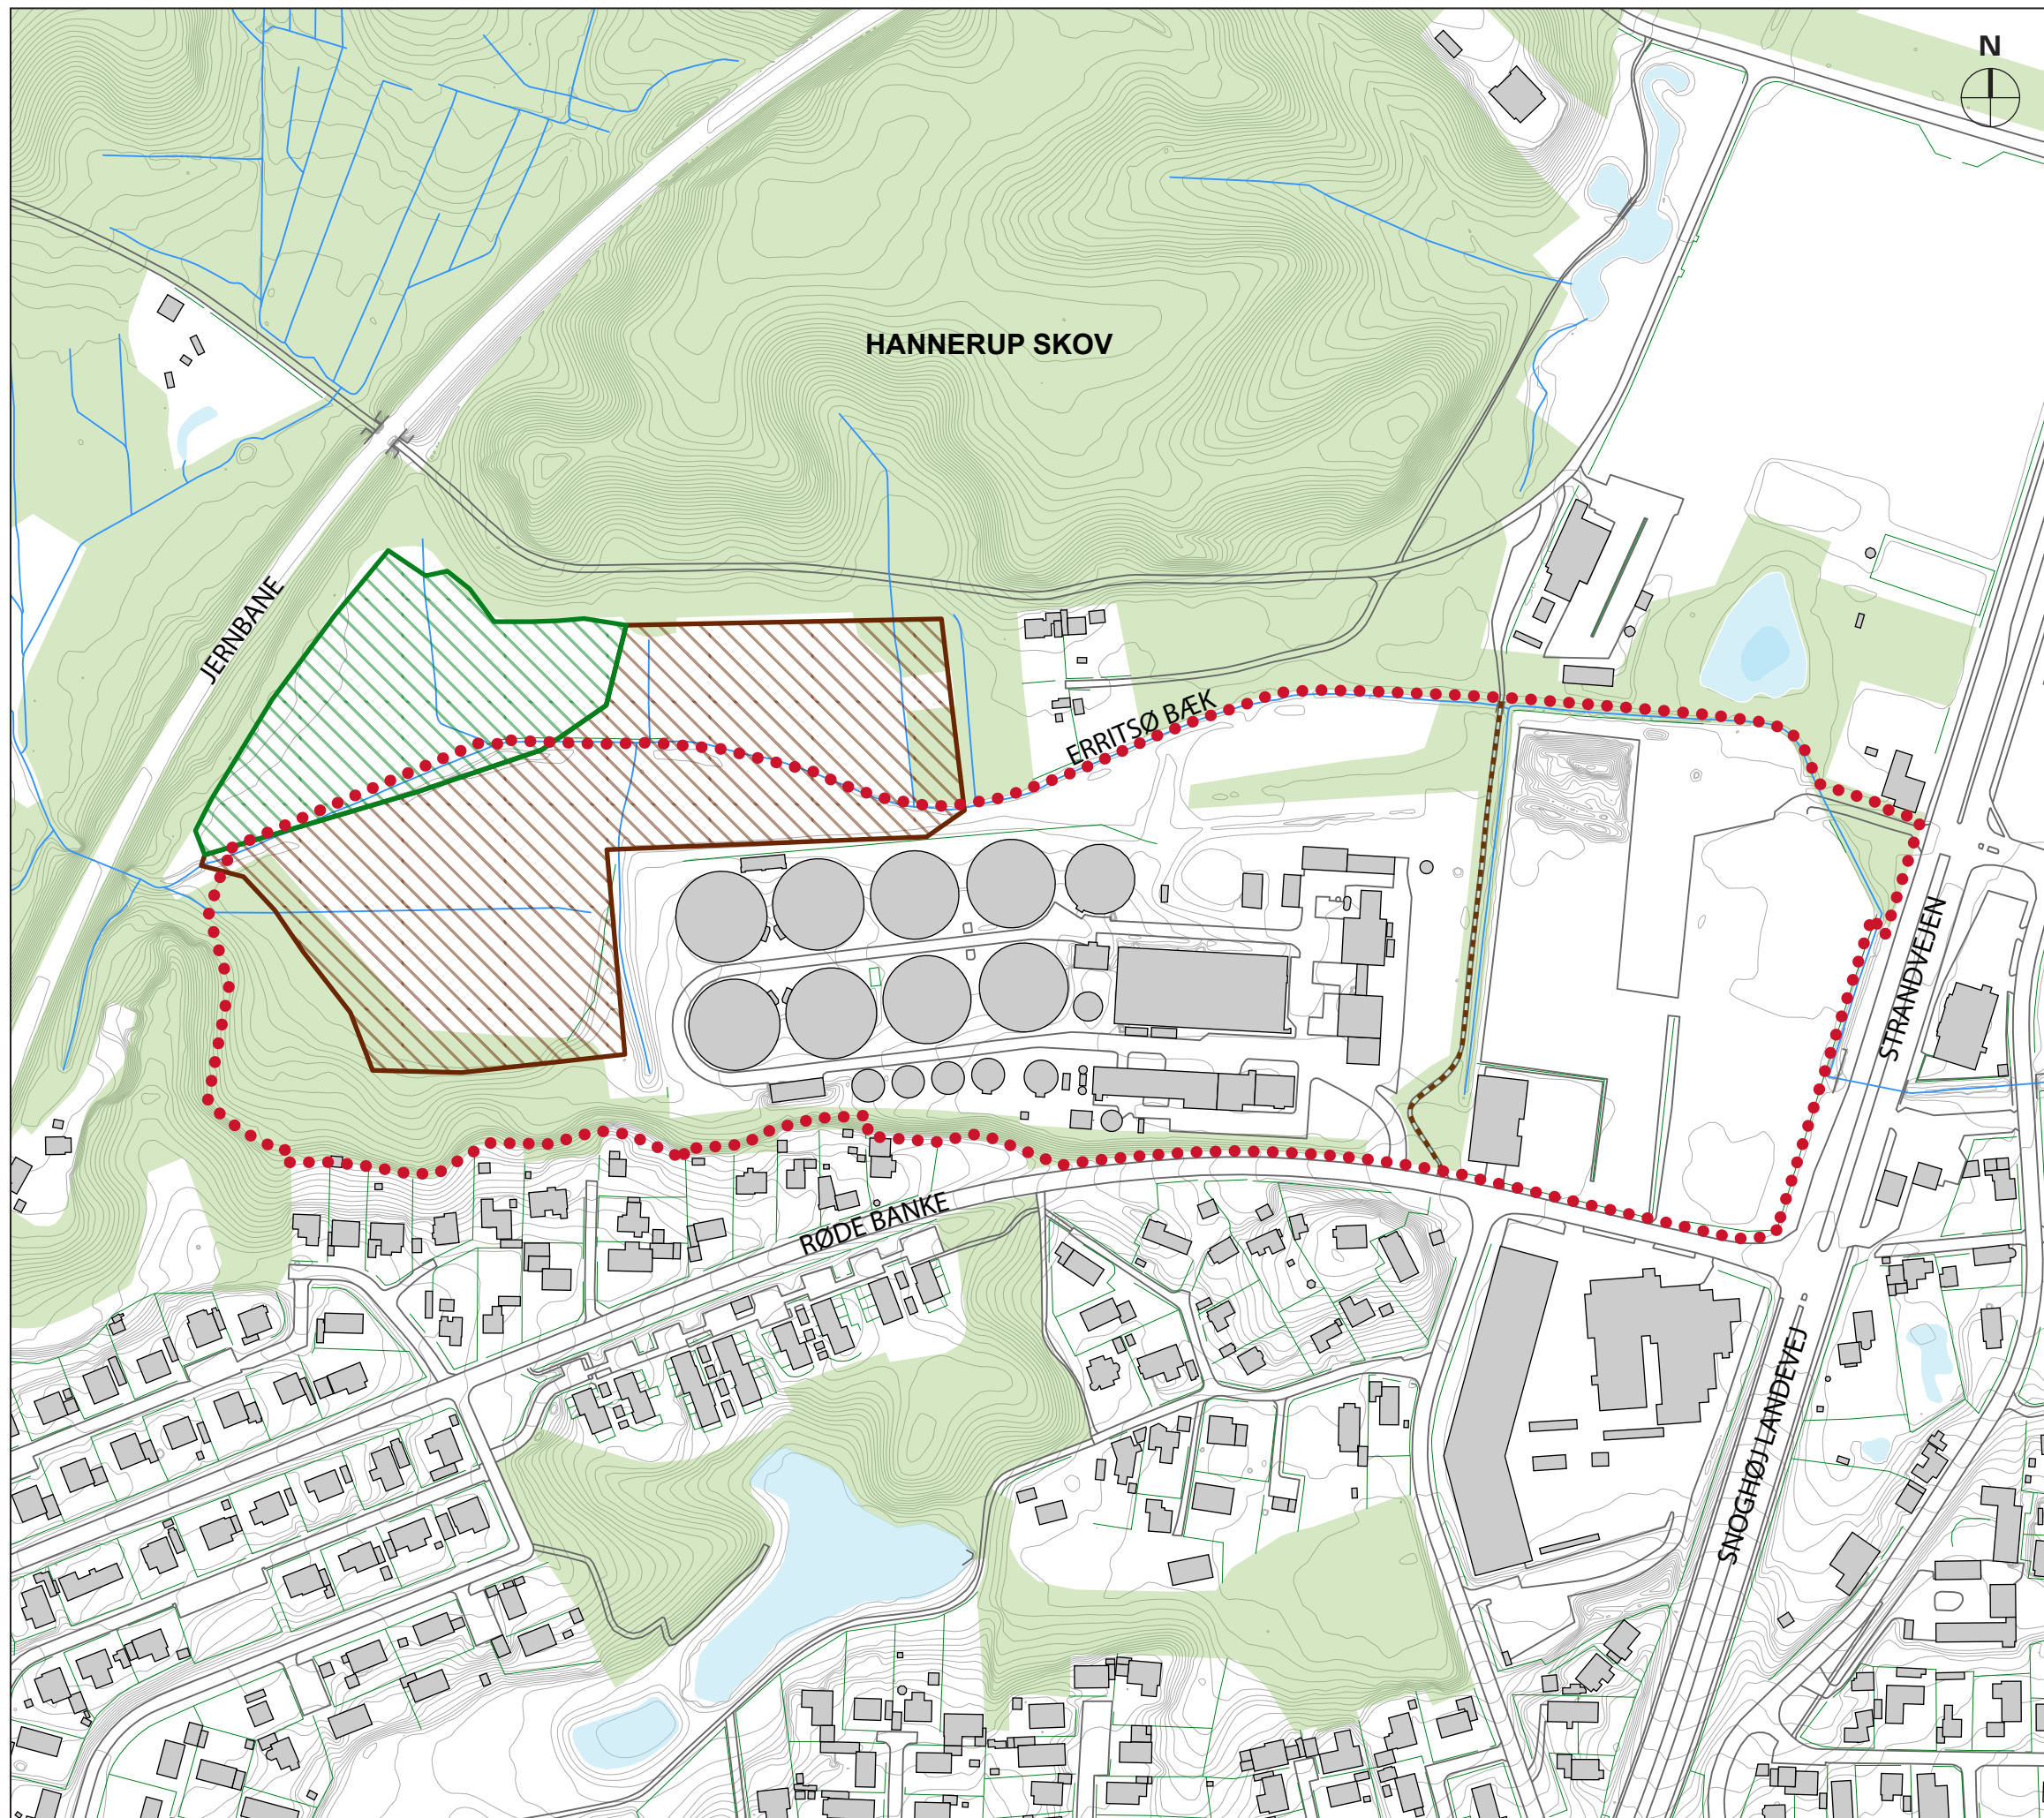 N
HANNERUP SKOV
JERNBANE
ERRITSØ BÆK
STRANDVEJEN
RØDE BANKE
SNOGHØJ LANDEVEJ